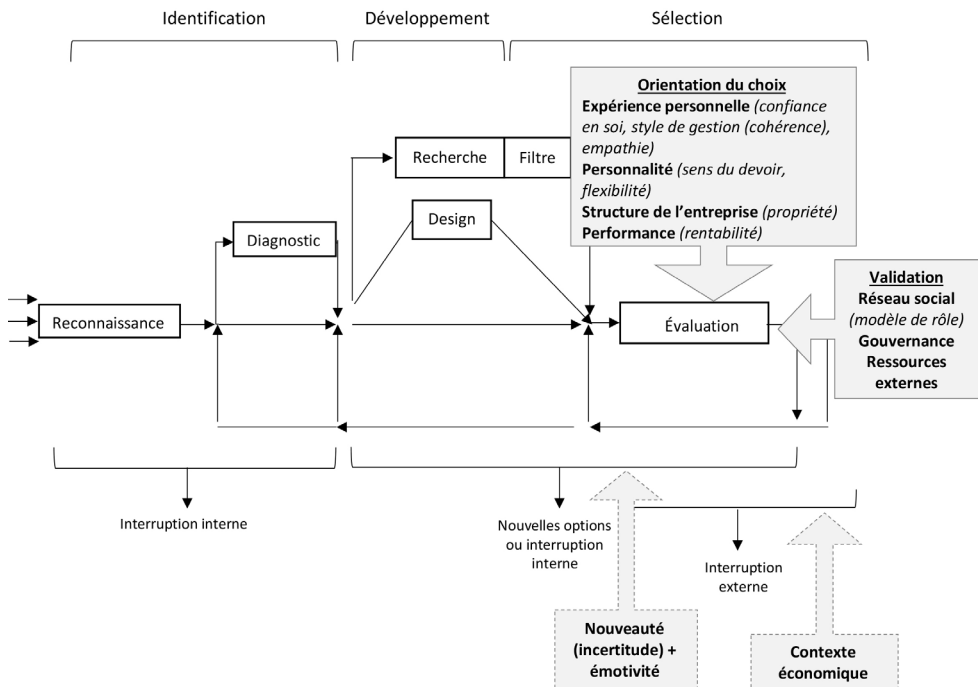 Identification
Développement
Sélection
Orientation du choix
Expérience personnelle (confiance
en soi, style de gestion (cohérence),
empathie)
Personnalité (sens du devoir,
flexibilité)
Structure de l’entreprise (propriété)
Performance (rentabilité)
Recherche
Filtre
Design
Diagnostic
Reconnaissance
Évaluation
Validation
Réseau social
(modèle de rôle)
Gouvernance
Ressources
externes
Interruption interne
Nouvelles options
ou interruption
interne
Interruption
externe
Nouveauté
(incertitude) +
émotivité
Contexte
économique